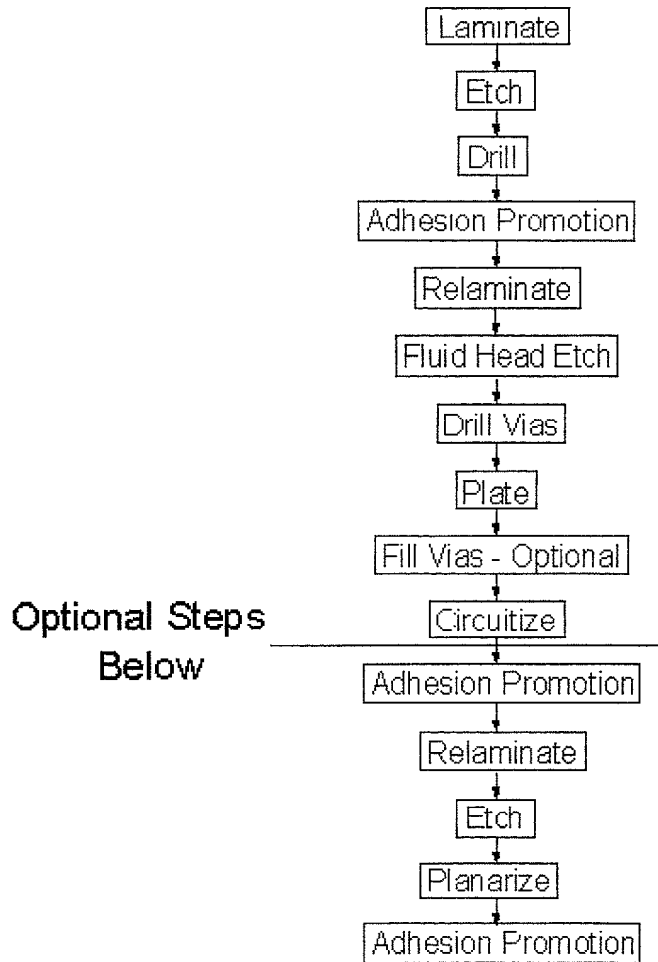 Laminate
Etch
Drill
Adhesion Promotion
Relaminate
Fluid Head Etch
Drill Vias
Plate
Fill Vias - Optional
Circuitize
Optional Steps
Below
Adhesion Promotion
Relaminate
Etch
Planarize
Adhesion Promotion